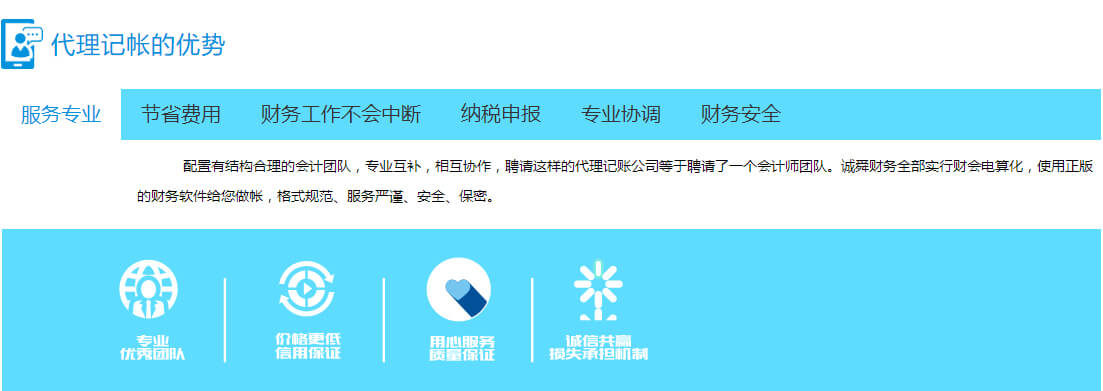 代理记帐的优势
服务专业 节省费用 财务工作不会中断 纳税申报 专业协调 财务安全
配置有结构合理的会计团队，专业互补，相互协作，聘请这样的代理记账公司等于聘请了一个会计师团队。诚舜财务全部实行财会电算化，使用正版
的财务软件给您做帐，格式规范、服务严谨、安全、保密。
专业
优秀团队
价格更低
信用保证
用心服务
质量保证
诚信共赢
损失承担机制